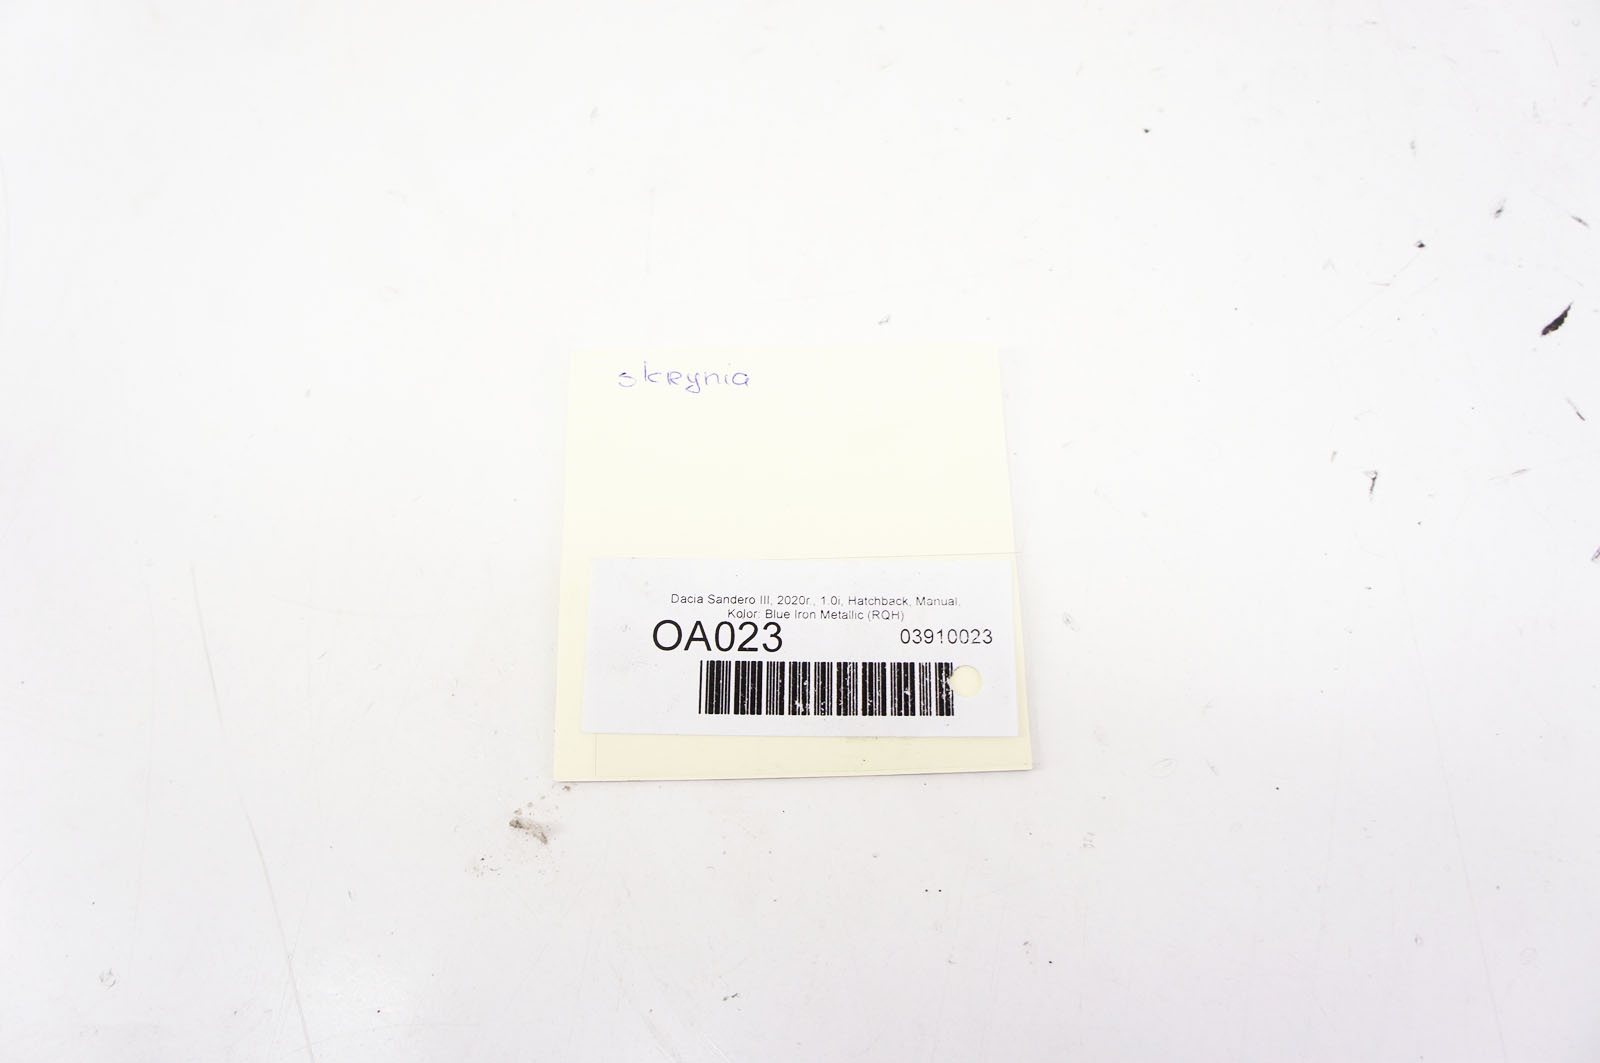 skrynia
Dacia Sandero III, 2020r., 1.0i, Hatchback, Manual,
Kolor: Blue Iron Metallic (RQH)
OA023 03910023